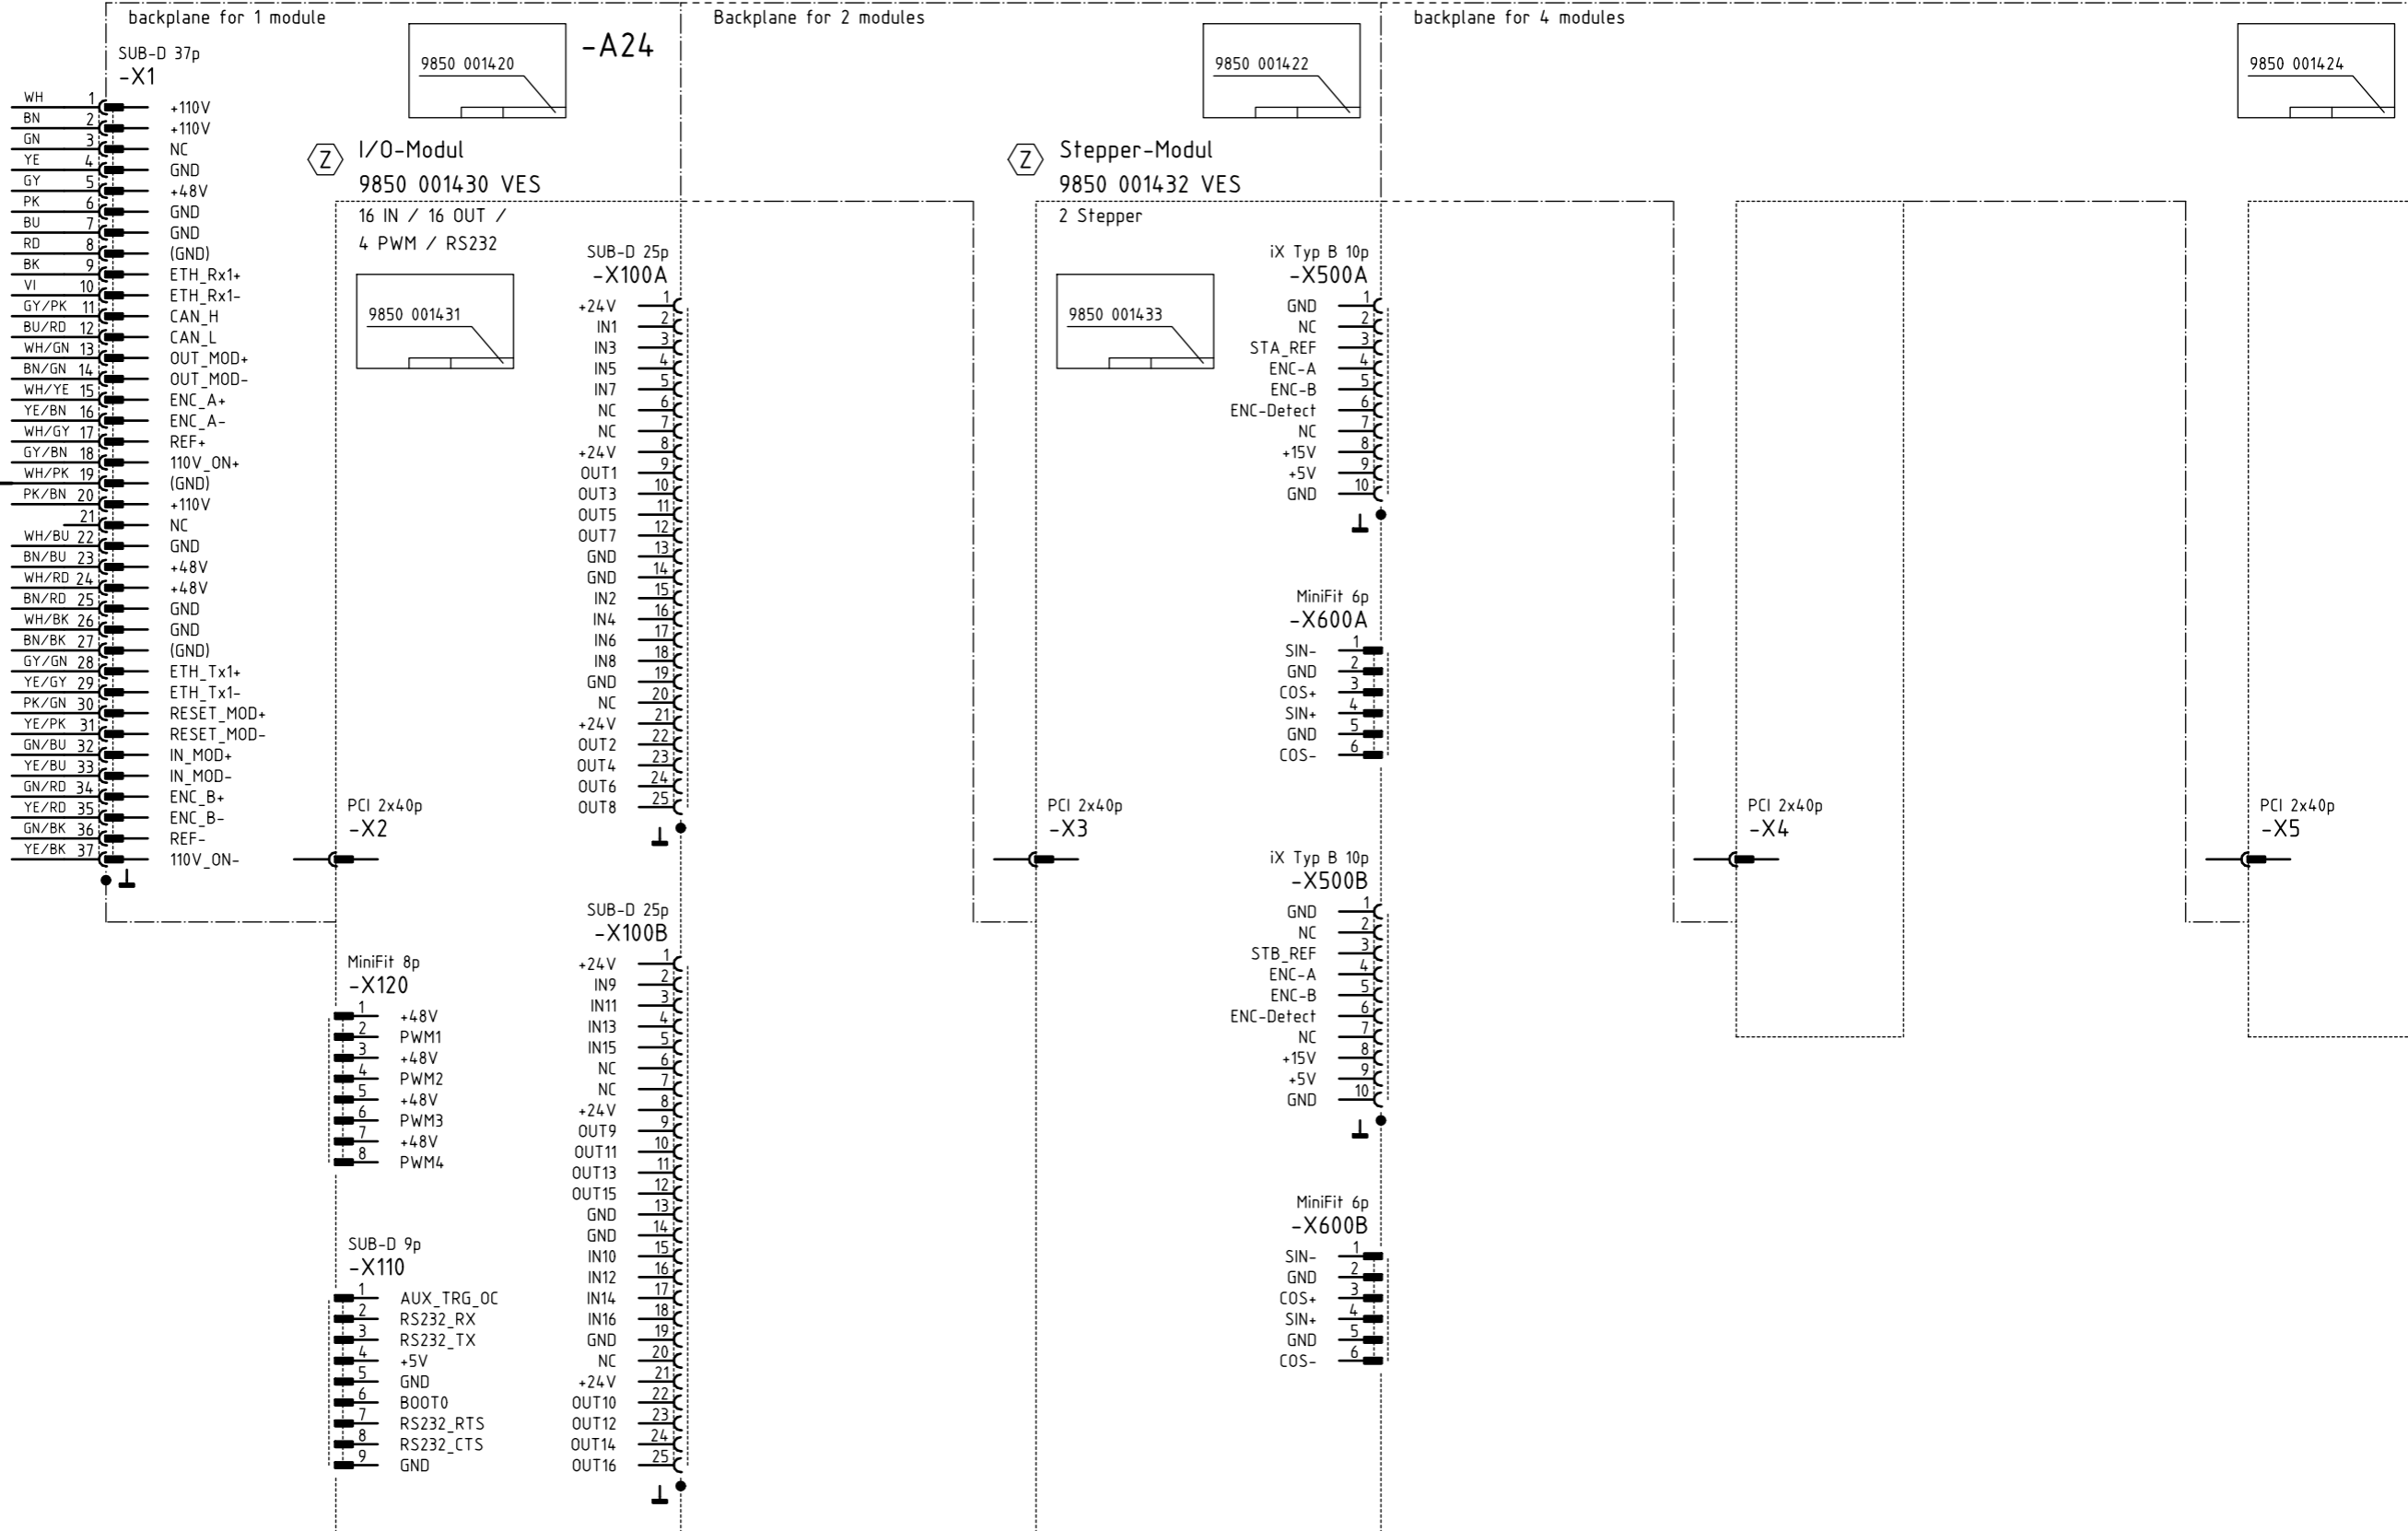 backplane for 1 module
SUB-D 37p
-X1
WH 1 +110V
BN 2 +110V
GN 3 NC
YE 4 GND
GY 5 +48V
PK 6 GND
BU 7 GND
RD 8 (GND)
BK 9 ETH_Rx1+
VI 10 ETH_Rx1-
GY/PK 11 CAN_H
BU/RD 12 CAN_L
WH/GN 13 OUT_MOD+
BN/GN 14 OUT_MOD-
WH/YE 15 ENC_A+
YE/BN 16 ENC_A-
WH/GY 17 REF+
GY/BN 18 110V_ON+
WH/PK 19 (GND)
PK/BN 20 +110V
21 NC
WH/BU 22 GND
BN/BU 23 +48V
WH/RD 24 +48V
BN/RD 25 GND
WH/BK 26 GND
BN/BK 27 (GND)
GY/GN 28 ETH_Tx1+
YE/GY 29 ETH_Tx1-
PK/GN 30 RESET_MOD+
YE/PK 31 RESET_MOD-
GN/BU 32 IN_MOD+
YE/BU 33 IN_MOD-
GN/RD 34 ENC_B+
YE/RD 35 ENC_B-
GN/BK 36 REF-
YE/BK 37 110V_ON-
9850 001420
-A24
Z I/O-Modul
9850 001430 VES
16 IN / 16 OUT /
4 PWM / RS232
9850 001431
PCI 2x40p
-X2
MiniFit 8p
-X120
1 +48V
2 PWM1
3 +48V
4 PWM2
5 +48V
6 PWM3
7 +48V
8 PWM4
SUB-D 9p
-X110
1 AUX_TRG_OC
2 RS232_RX
3 RS232_TX
4 +5V
5 GND
6 BOOT0
7 RS232_RTS
8 RS232_CTS
9 GND
SUB-D 25p
-X100A
+24V 1
IN1 2
IN3 3
IN5 4
IN7 5
NC 6
NC 7
+24V 8
OUT1 9
OUT3 10
OUT5 11
OUT7 12
GND 13
GND 14
IN2 15
IN4 16
IN6 17
IN8 18
GND 19
NC 20
+24V 21
OUT2 22
OUT4 23
OUT6 24
OUT8 25
SUB-D 25p
-X100B
+24V 1
IN9 2
IN11 3
IN13 4
IN15 5
NC 6
NC 7
+24V 8
OUT9 9
OUT11 10
OUT13 11
OUT15 12
GND 13
GND 14
IN10 15
IN12 16
IN14 17
IN16 18
GND 19
NC 20
+24V 21
OUT10 22
OUT12 23
OUT14 24
OUT16 25
Backplane for 2 modules
9850 001422
Z Stepper-Modul
9850 001432 VES
2 Stepper
9850 001433
PCI 2x40p
-X3
iX Typ B 10p
-X500A
GND 1
NC 2
STA_REF 3
ENC-A 4
ENC-B 5
ENC-Detect 6
NC 7
+15V 8
+5V 9
GND 10
MiniFit 6p
-X600A
SIN- 1
GND 2
COS+ 3
SIN+ 4
GND 5
COS- 6
iX Typ B 10p
-X500B
GND 1
NC 2
STB_REF 3
ENC-A 4
ENC-B 5
ENC-Detect 6
NC 7
+15V 8
+5V 9
GND 10
MiniFit 6p
-X600B
SIN- 1
GND 2
COS+ 3
SIN+ 4
GND 5
COS- 6
backplane for 4 modules
9850 001424
PCI 2x40p
-X4
PCI 2x40p
-X5